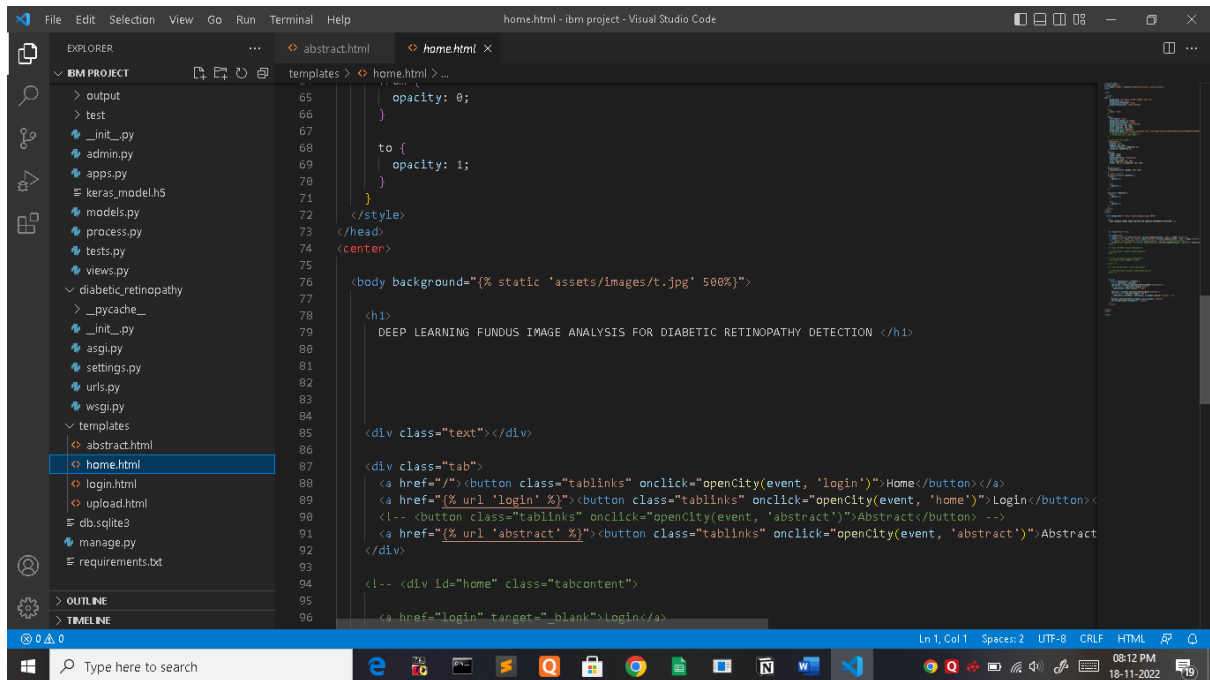 File Edit Selection View Go Run Terminal Help home.html - ibm project - Visual Studio Code
EXPLORER
abstract.html home.html
IBM PROJECT
templates > home.html > ...
output
test
__init__.py
admin.py
apps.py
keras_model.h5
models.py
process.py
tests.py
views.py
diabetic_retinopathy
__pycache__
__init__.py
asgi.py
settings.py
urls.py
wsgi.py
templates
abstract.html
home.html
login.html
upload.html
db.sqlite3
manage.py
requirements.txt
OUTLINE
TIMELINE
65 opacity: 0;
66 }
67
68 to {
69 opacity: 1;
70 }
71 }
72 </style>
73 </head>
74 <center>
75
76 <body background="{% static 'assets/images/t.jpg' 500%}">
77
78 <h1>
79 DEEP LEARNING FUNDUS IMAGE ANALYSIS FOR DIABETIC RETINOPATHY DETECTION </h1>
80
81
82
83
84
85 <div class="text"></div>
86
87 <div class="tab">
88 <a href="/"><button class="tablinks" onclick="openCity(event, 'login')">Home</button></a>
89 <a href="{% url 'login' %}"><button class="tablinks" onclick="openCity(event, 'home')">Login</button><
90 <!-- <button class="tablinks" onclick="openCity(event, 'abstract')">Abstract</button> -->
91 <a href="{% url 'abstract' %}"><button class="tablinks" onclick="openCity(event, 'abstract')">Abstract
92 </div>
93
94 <!-- <div id="home" class="tabcontent">
95
96 <a href="login" target="_blank">Login</a>
0 0 Ln 1, Col 1 Spaces: 2 UTF-8 CRLF HTML
Type here to search
08:12 PM
18-11-2022
19